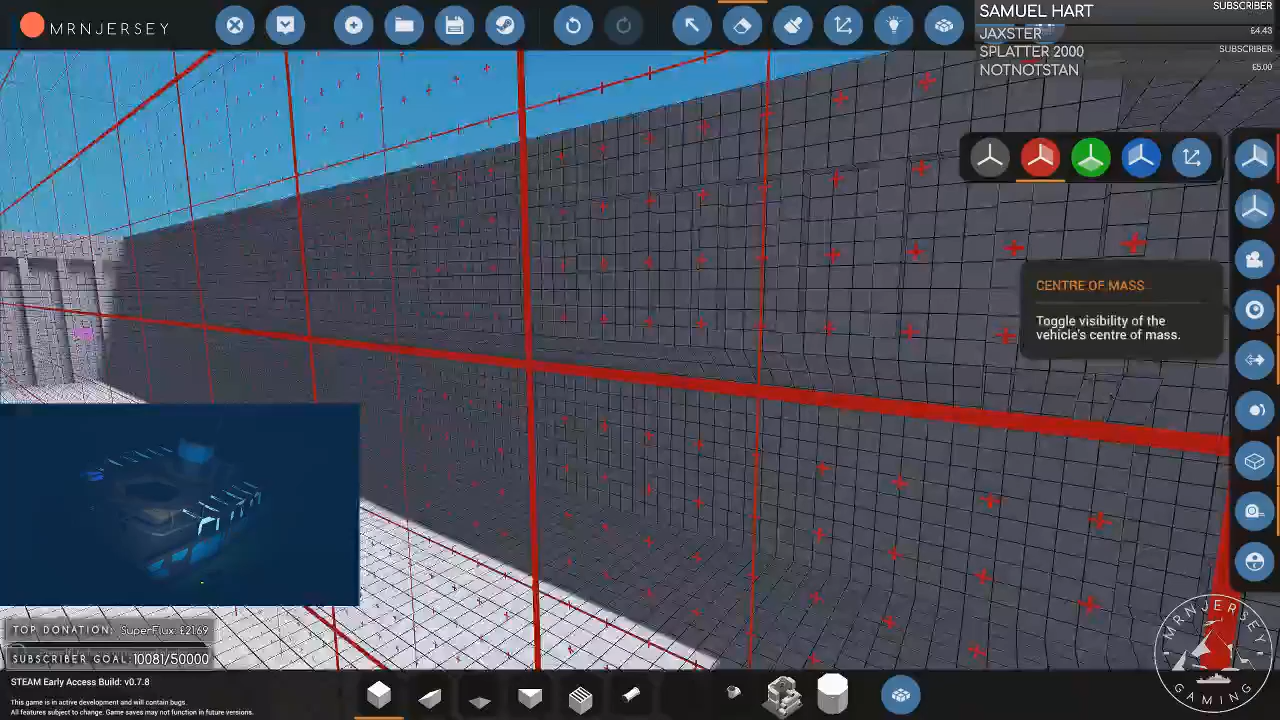 MRNJERSEY
SAMUEL HART
SUBSCRIBER
JAXSTER
£4.43
SPLATTER 2000
SUBSCRIBER
NOTNOTSTAN
£5.00
CENTRE OF MASS
Toggle visibility of the
vehicle's centre of mass.
TOP DONATION: SuperFlux: £21.69
SUBSCRIBER GOAL: 10081/50000
STEAM Early Access Build: v0.7.8
This game is in active development and will contain bugs.
All features subject to change. Game saves may not function in future versions.
MRNJERSEY
GAMING